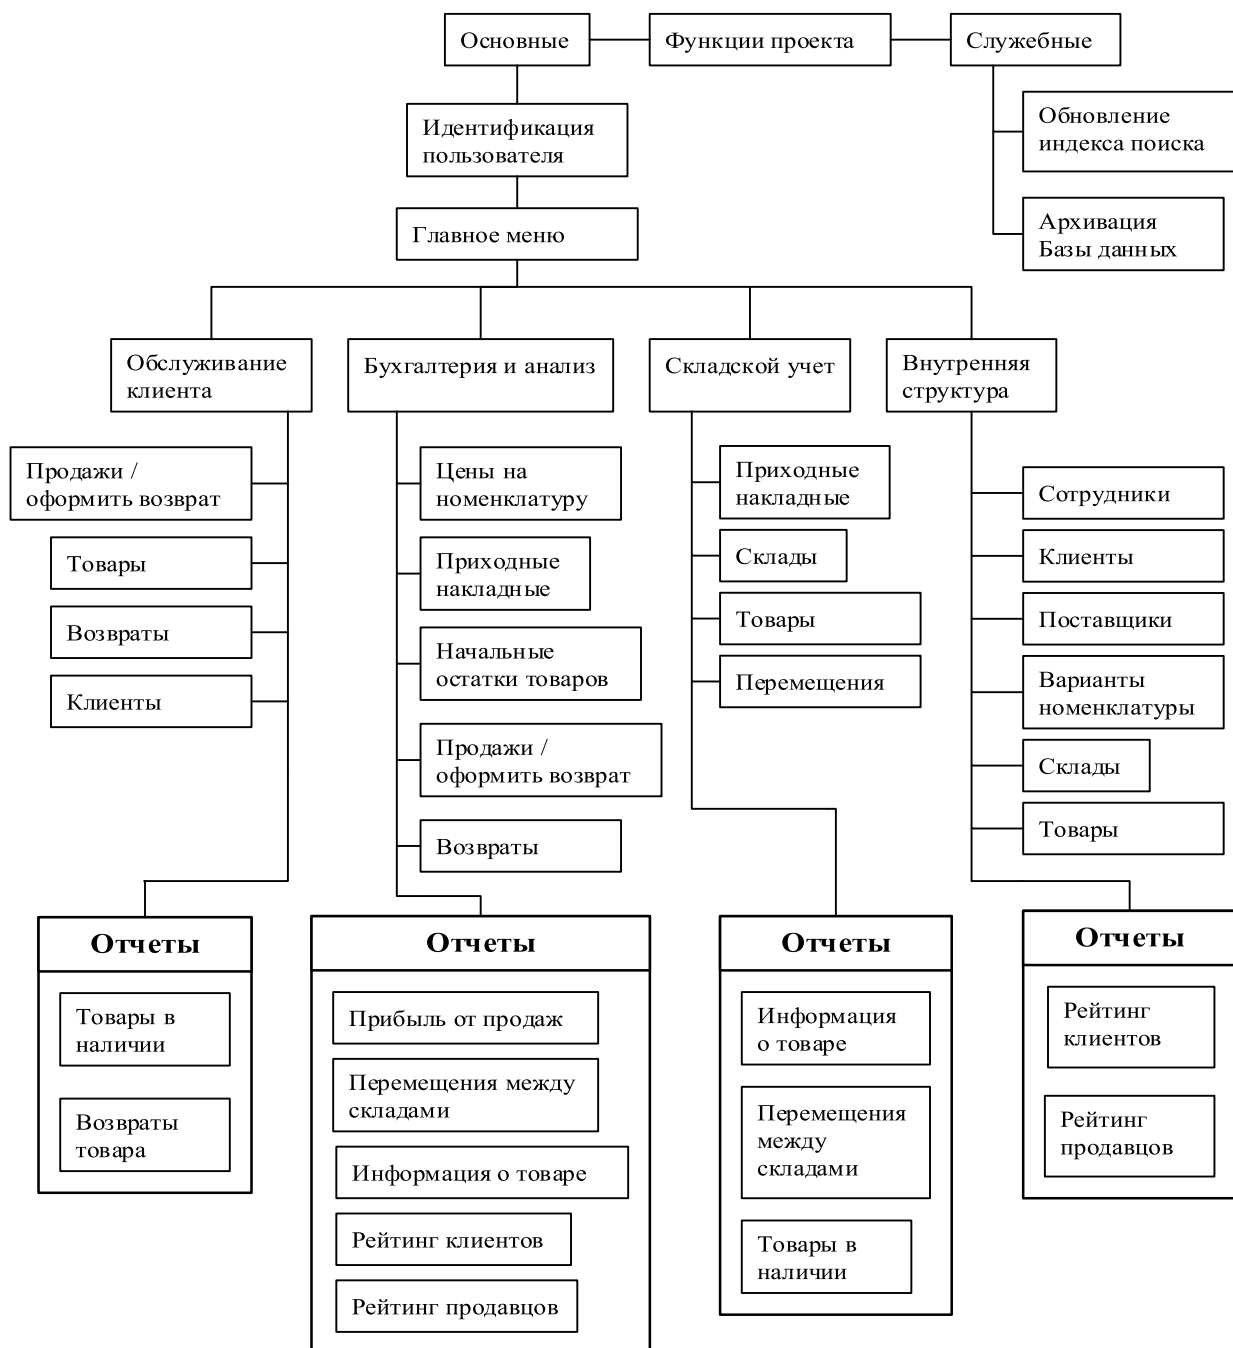 Основные
Функции проекта
Служебные
Идентификация
пользователя
Обновление
индекса поиска
Главное меню
Архивация
Базы данных
Обслуживание
клиента
Бухгалтерия и анализ
Складской учет
Внутренняя
структура
Продажи /
оформить возврат
Товары
Возвраты
Клиенты
Цены на
номенклатуру
Приходные
накладные
Начальные
остатки товаров
Продажи /
оформить возврат
Возвраты
Приходные
накладные
Склады
Товары
Перемещения
Сотрудники
Клиенты
Поставщики
Варианты
номенклатуры
Склады
Товары
Отчеты
Товары в
наличии
Возвраты
товара
Отчеты
Прибыль от продаж
Перемещения между
складами
Информация о товаре
Рейтинг клиентов
Рейтинг продавцов
Отчеты
Информация
о товаре
Перемещения
между
складами
Товары в
наличии
Отчеты
Рейтинг
клиентов
Рейтинг
продавцов